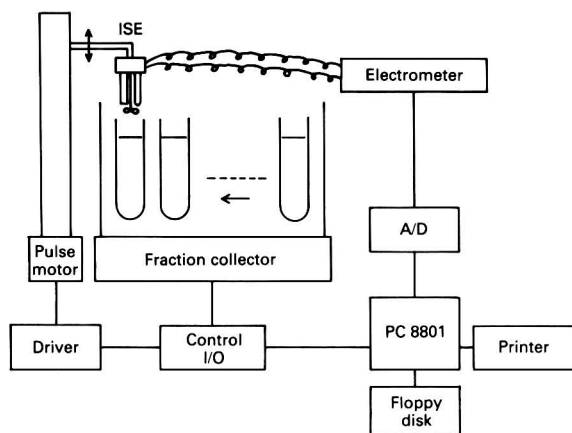 ISE
Electrometer
A/D
Pulse
motor
Fraction collector
Driver
Control
I/O
PC 8801
Printer
Floppy
disk